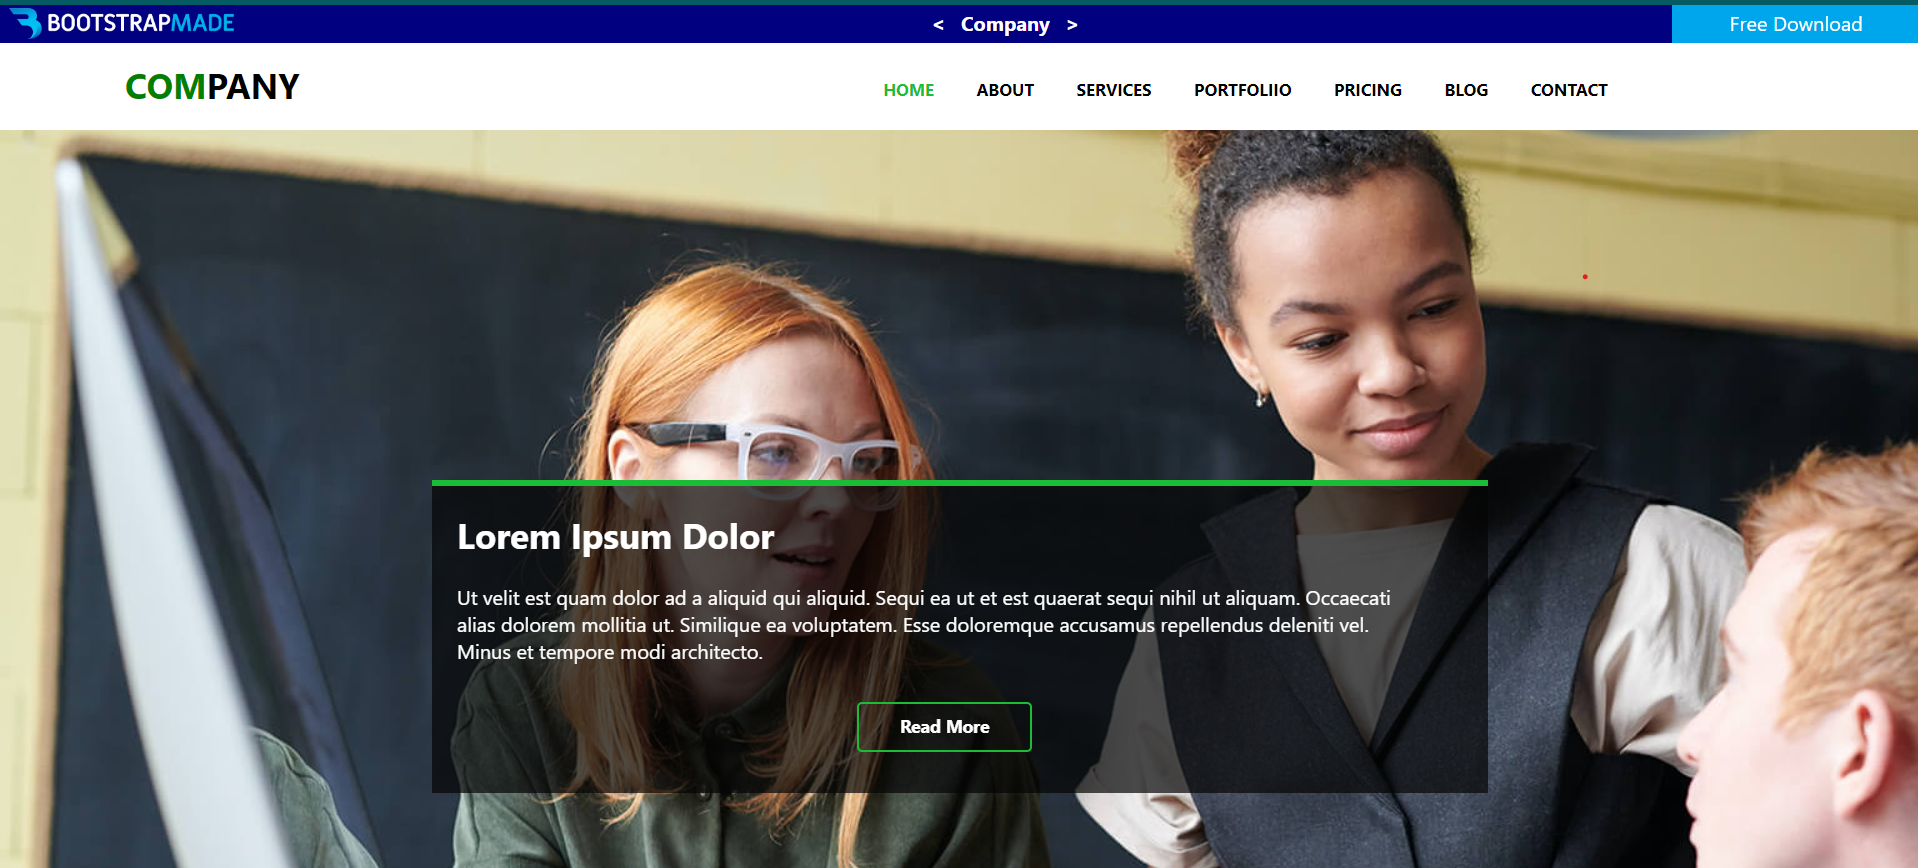 BOOTSTRAPMADE
< Company >
Free Download
COMPANY
HOME ABOUT SERVICES PORTFOLIIO PRICING BLOG CONTACT
Lorem Ipsum Dolor
Ut velit est quam dolor ad a aliquid qui aliquid. Sequi ea ut et est quaerat sequi nihil ut aliquam. Occaecati
alias dolorem mollitia ut. Similique ea voluptatem. Esse doloremque accusamus repellendus deleniti vel.
Minus et tempore modi architecto.
Read More